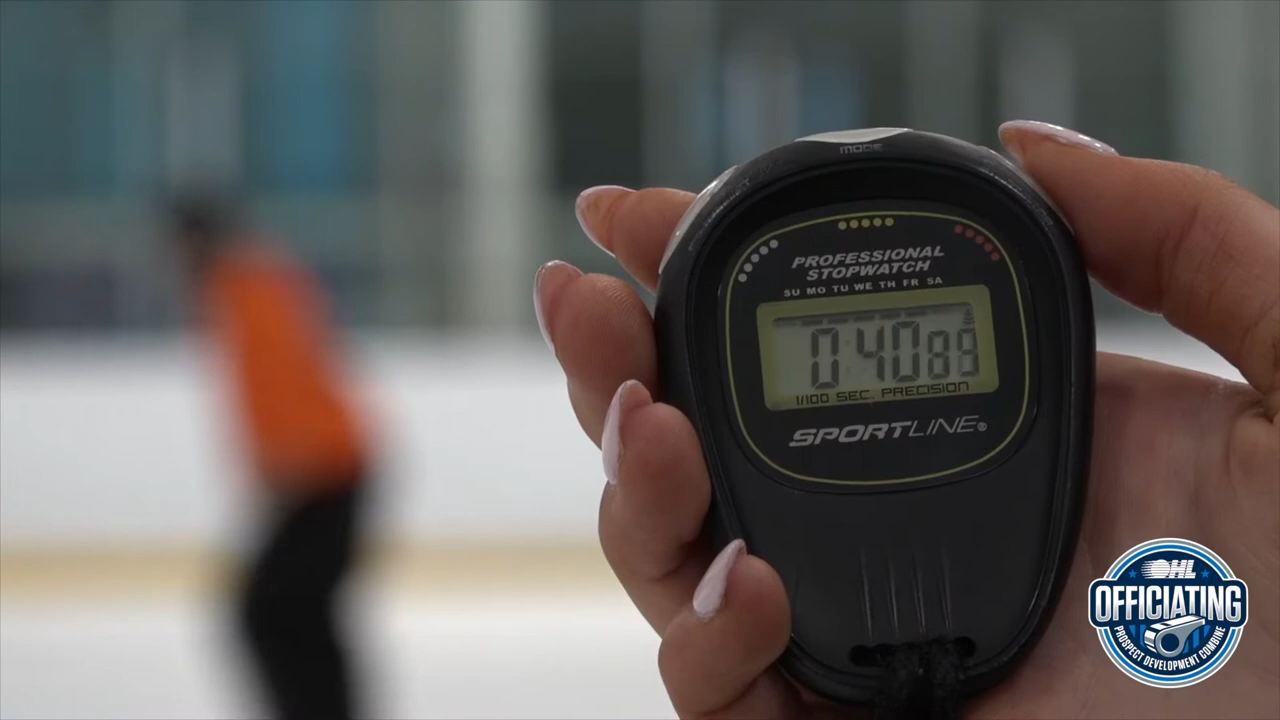 MODE
PROFESSIONAL
STOPWATCH
SU MO TU WE TH FR SA
0:40
1/100 SEC. PRECISION
SPORTLINE®
OHL
OFFICIATING
PROSPECT DEVELOPMENT COMBINE